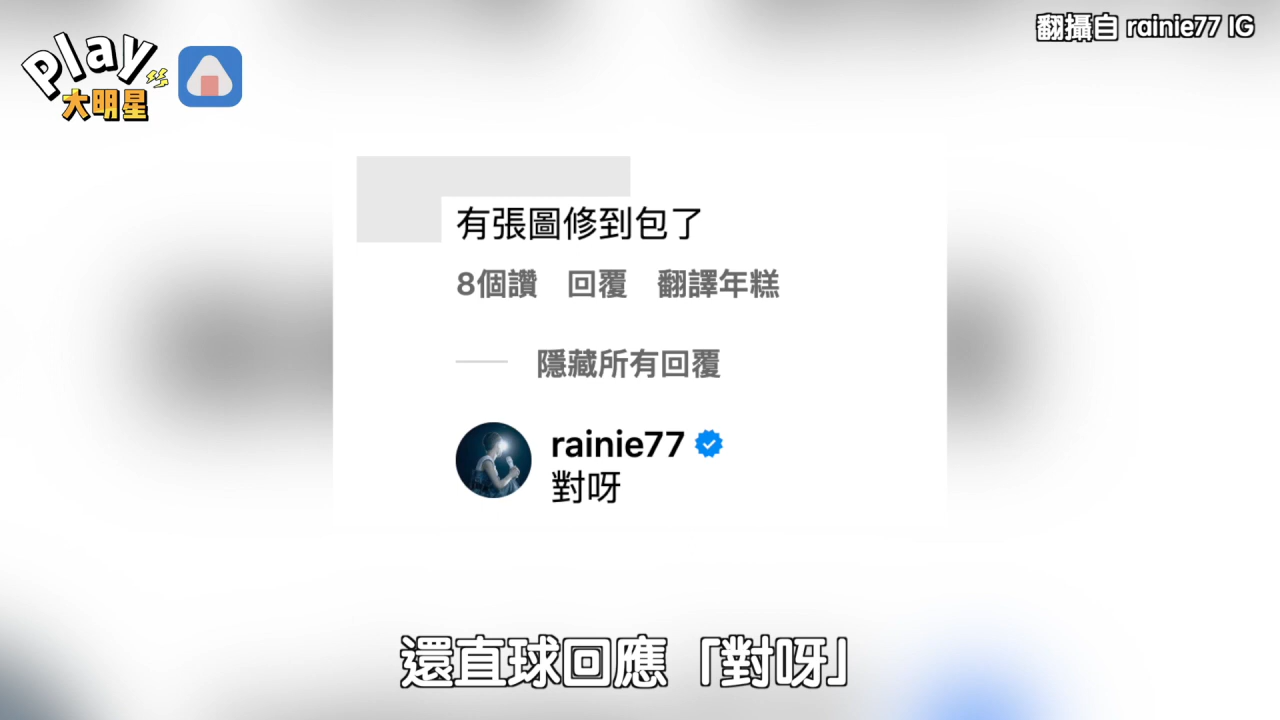 Play
大明星
翻攝自 rainie77 IG
有張圖修到包了
8個讚 回覆 翻譯年糕
隱藏所有回覆
rainie77
對呀
還直球回應「對呀」